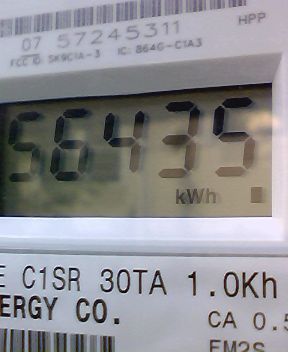 HPP
07 57245311
FCC ID: SK9C1A-3 IC: 864G-C1A3
56435
kWh
E C1SR 30TA 1.0Kh
ERGY CO.
CA 0.5
FM2S